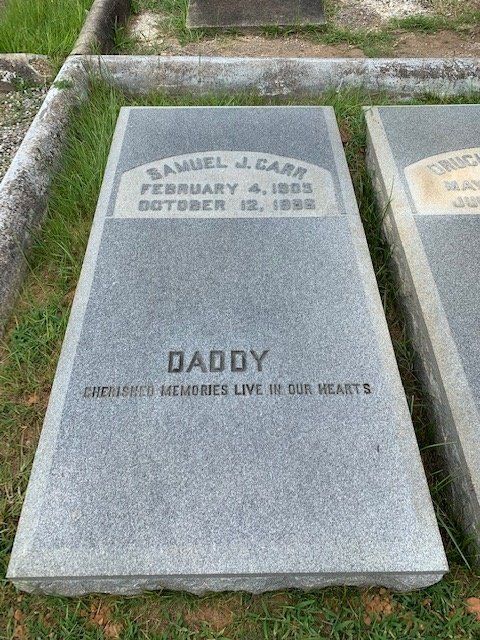 SAMUEL J. CARR
FEBRUARY 4,
OCTOBER 12,
DADDY
CHERISHED MEMORIES LIVE IN OUR HEARTS